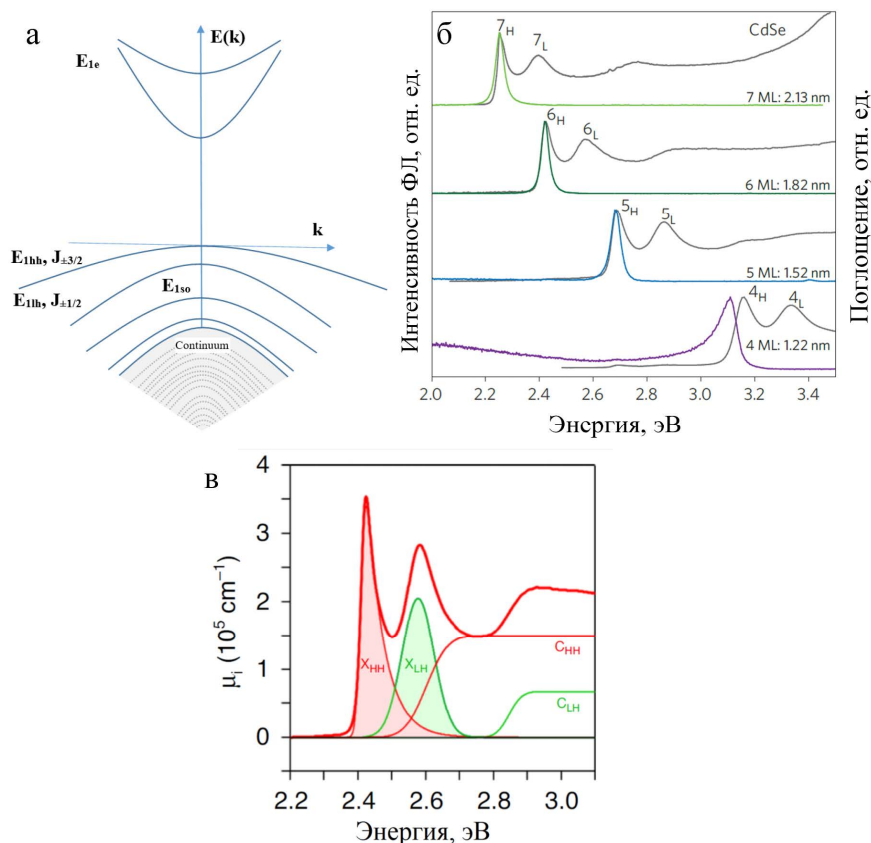 а
E(k)
E1e
k
E1hh, J±3/2
E1lh, J±1/2
E1so
Continuum
б
Интенсивность ФЛ, отн. ед.
Поглощение, отн. ед.
CdSe
7H
7L
7 ML: 2.13 nm
6H
6L
6 ML: 1.82 nm
5H
5L
5 ML: 1.52 nm
4H
4L
4 ML: 1.22 nm
2.0 2.2 2.4 2.6 2.8 3.0 3.2 3.4
Энсргия, эВ
в
μi (10⁵ cm⁻¹)
4
3
2
1
0
XHH
XLH
CHH
CLH
2.2 2.4 2.6 2.8 3.0
Энергия, эВ